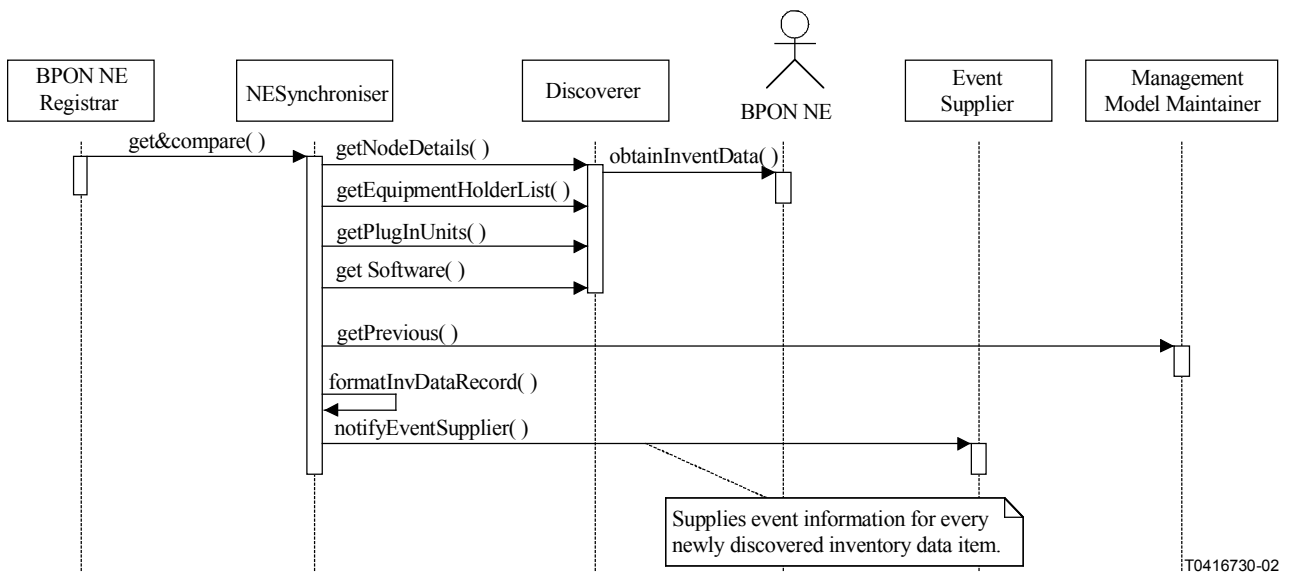 BPON NE
Registrar
NESynchroniser
Discoverer
BPON NE
Event
Supplier
Management
Model Maintainer
get&compare( )
getNodeDetails( )
obtainInventData( )
getEquipmentHolderList( )
getPlugInUnits( )
get Software( )
getPrevious( )
formatInvDataRecord( )
notifyEventSupplier( )
Supplies event information for every
newly discovered inventory data item.
T0416730-02